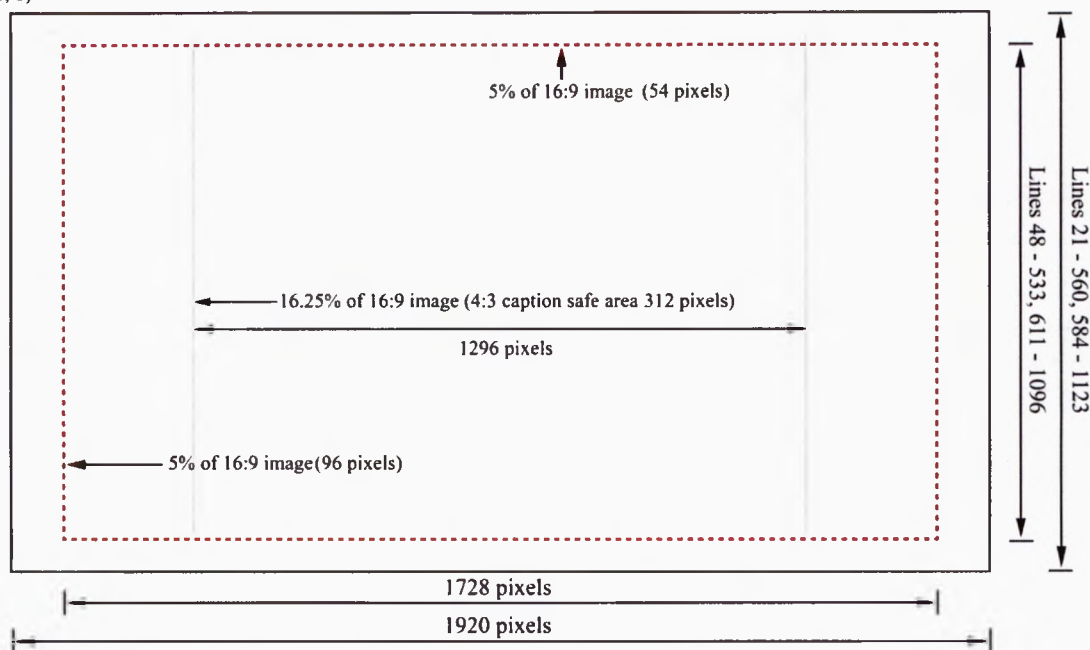 5% of 16:9 image (54 pixels)
16.25% of 16:9 image (4:3 caption safe area 312 pixels)
1296 pixels
5% of 16:9 image(96 pixels)
1728 pixels
1920 pixels
Lines 48 - 533, 611 - 1096
Lines 21 - 560, 584 - 1123